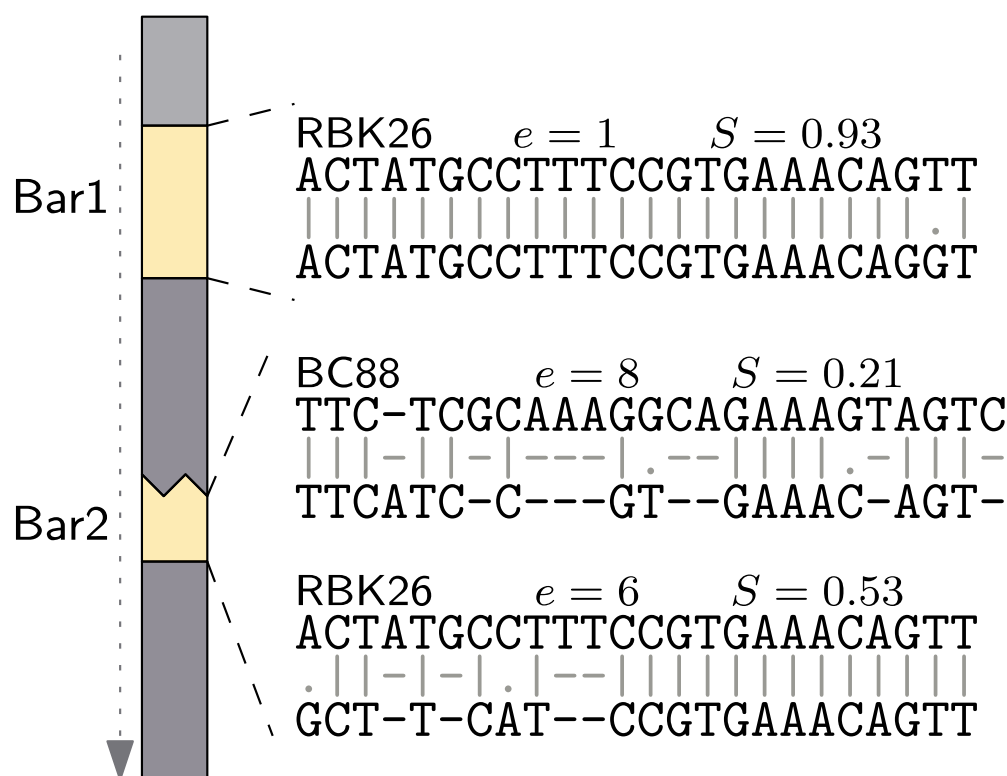 Bar1
RBK26 e = 1 S = 0.93
ACTATGCCTTTCCGTGAAACAGTT
ACTATGCCTTTCCGTGAAACAGGT
Bar2
BC88 e = 8 S = 0.21
TTC-TCGCAAAGGCAGAAAGTAGTC
TTCATC-C---GT--GAAAC-AGT-
RBK26 e = 6 S = 0.53
ACTATGCCTTTCCGTGAAACAGTT
GCT-T-CAT--CCGTGAAACAGTT